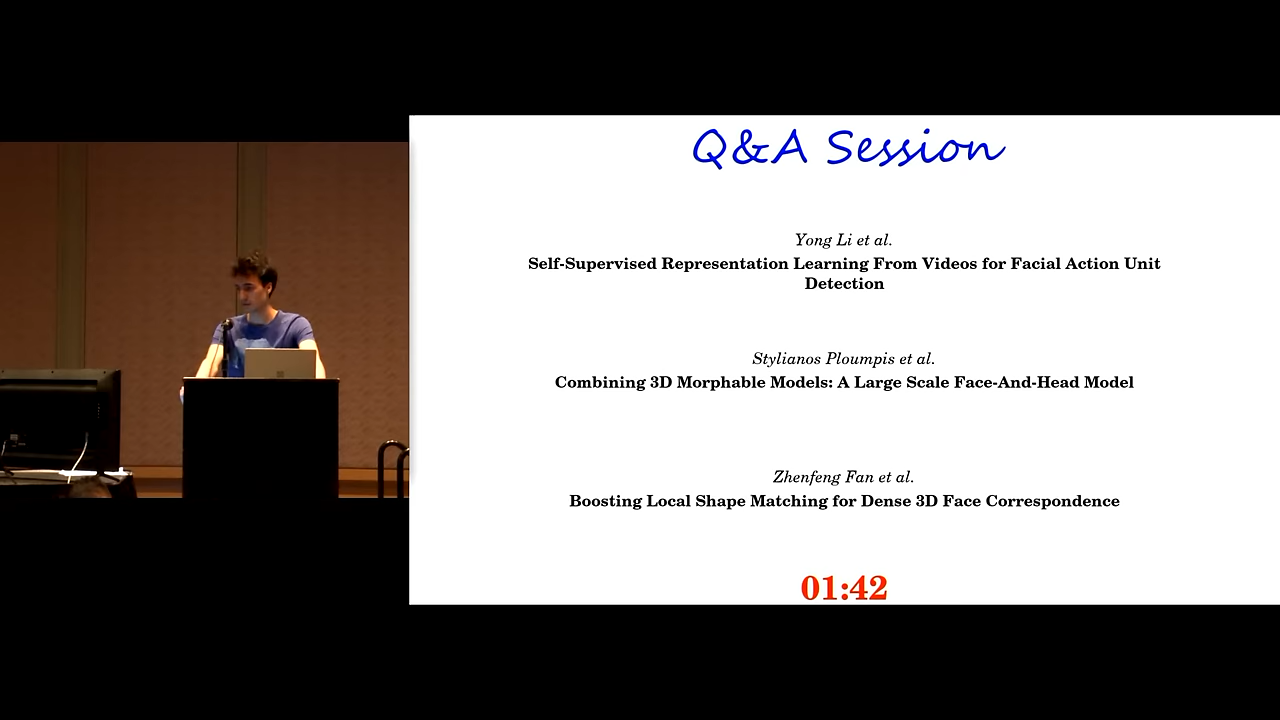 Q&A Session
Yong Li et al.
Self-Supervised Representation Learning From Videos for Facial Action Unit
Detection
Stylianos Ploumpis et al.
Combining 3D Morphable Models: A Large Scale Face-And-Head Model
Zhenfeng Fan et al.
Boosting Local Shape Matching for Dense 3D Face Correspondence
01:42